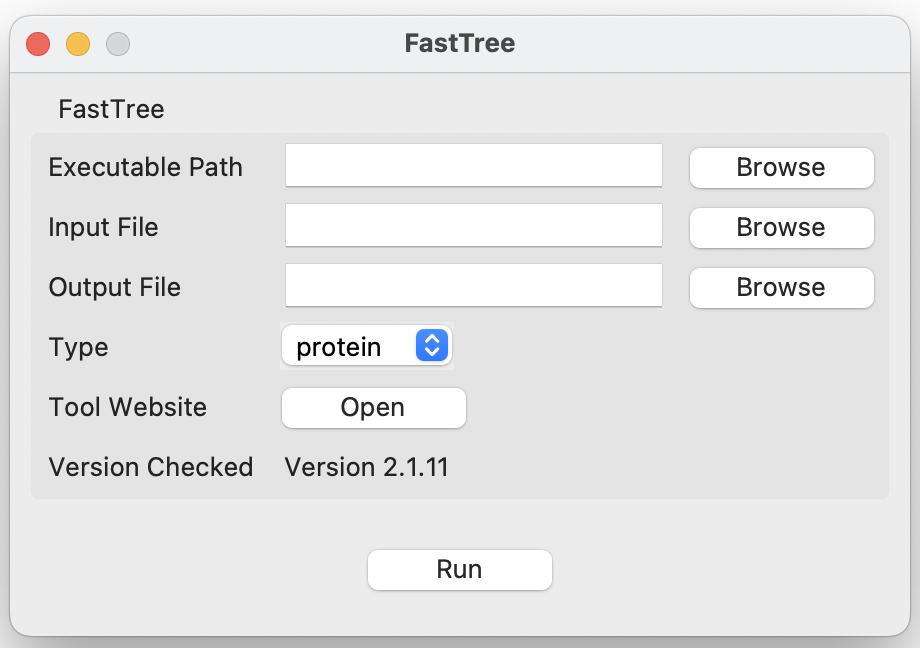 FastTree
FastTree
Executable Path Browse
Input File Browse
Output File Browse
Type protein
Tool Website Open
Version Checked Version 2.1.11
Run